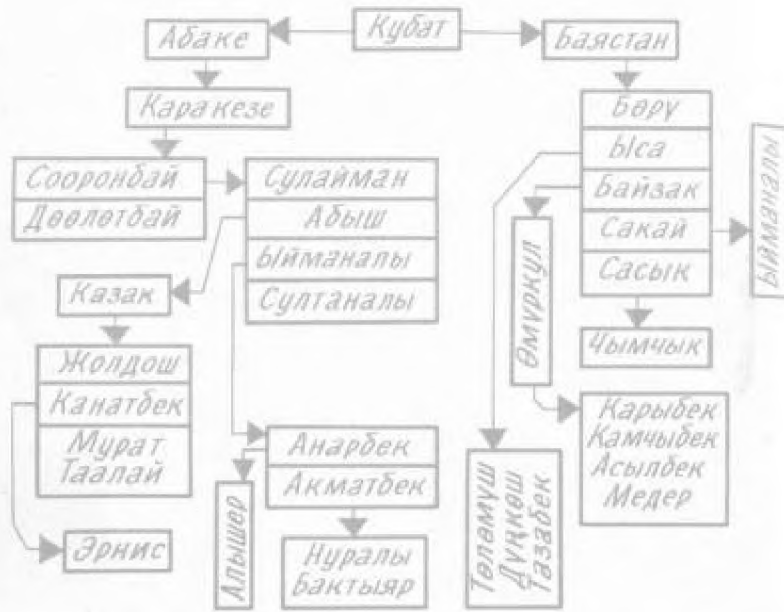 Кубат
Абаке
Баястан
Каракезе
Сооронбай
Дөөлөтбай
Сулайман
Абыш
Ыйманалы
Султаналы
Бөрү
Ыса
Байзак
Сакай
Сасык
Ыйманалы
Казак
Өмүркул
Чымчык
Жолдош
Канатбек
Мурат
Таалай
Карыбек
Камчыбек
Асылбек
Медер
Анарбек
Акматбек
Алышер
Төлөмүш
Дүңкөш
Тазабек
Эрнис
Нуралы
Бактыяр